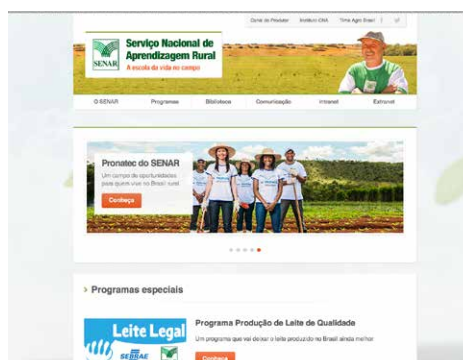 Canal do Produtor Instituto CNA Time Agro Brasil
SENAR
Serviço Nacional de
Aprendizagem Rural
A escola da vida no campo
O SENAR Programas Biblioteca Comunicação Intranet Extranet
Pronatec do SENAR
Um campo de oportunidades
para quem vive no Brasil rural.
Conheça
Programas especiais
Leite Legal
SEBRAE
Programa Produção de Leite de Qualidade
Um programa que vai deixar o leite produzido no Brasil ainda melhor
Conheça